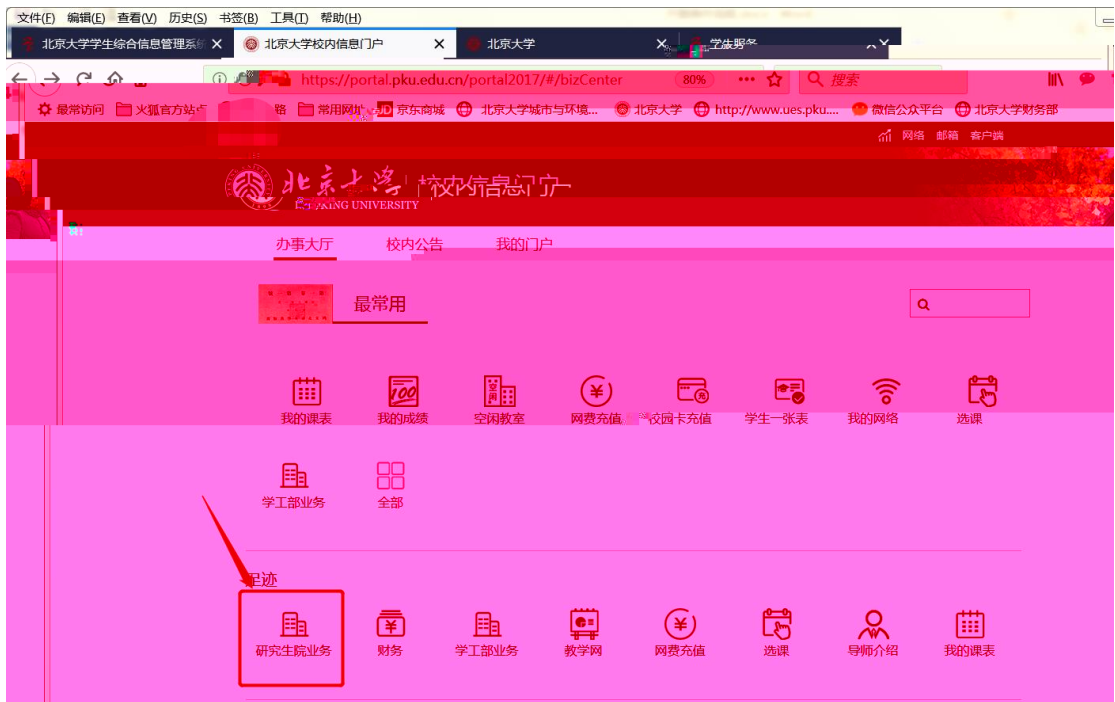 文件(F) 编辑(E) 查看(V) 历史(S) 书签(B) 工具(T) 帮助(H)
北京大学学生综合信息管理系统 × 北京大学校内信息门户 × 北京大学 ×
https://portal.pku.edu.cn/portal2017/#/bizCenter 80% ••• 搜索
最常访问 火狐官方站点 常用网址 JD 京东商城 北京大学城市与环境... 北京大学 http://www.ues.pku.... 微信公众平台 北京大学财务部
网络 邮箱 客户端
北京大学 校内信息门户
UNIVERSITY
办事大厅 校内公告 我的门户
最常用
我的课表 我的成绩 空闲教室 网费充值 校园卡充值 学生一张表 我的网络 选课
学工部业务 全部
足迹
研究生院业务 财务 学工部业务 教学网 网费充值 选课 导师介绍 我的课表